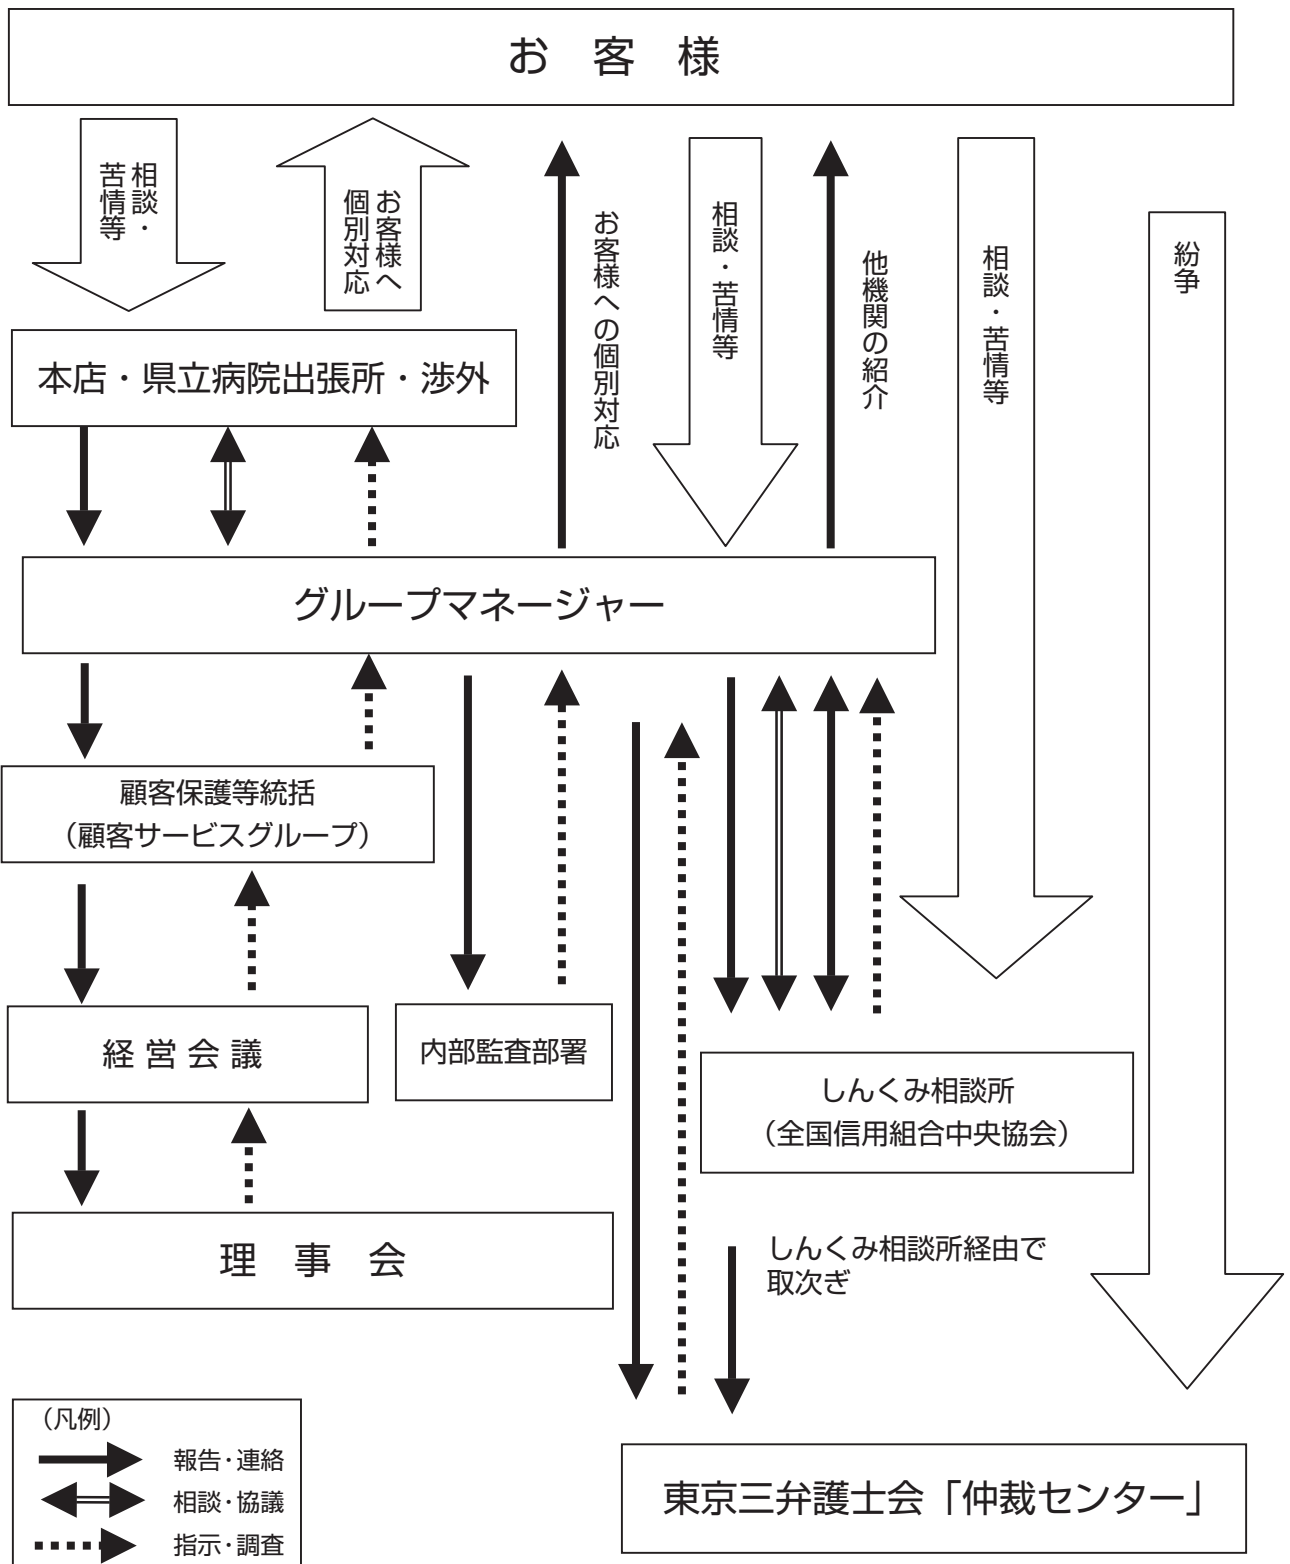 お 客 様
相談・
苦情等
お客様へ
個別対応
お客様への個別対応
相談・苦情等
他機関の紹介
相談・苦情等
紛争
本店・県立病院出張所・渉外
グループマネージャー
顧客保護等統括
(顧客サービスグループ)
経 営 会 議
内部監査部署
しんくみ相談所
(全国信用組合中央協会)
理 事 会
しんくみ相談所経由で
取次ぎ
(凡例)
報告・連絡
相談・協議
指示・調査
東京三弁護士会「仲裁センター」